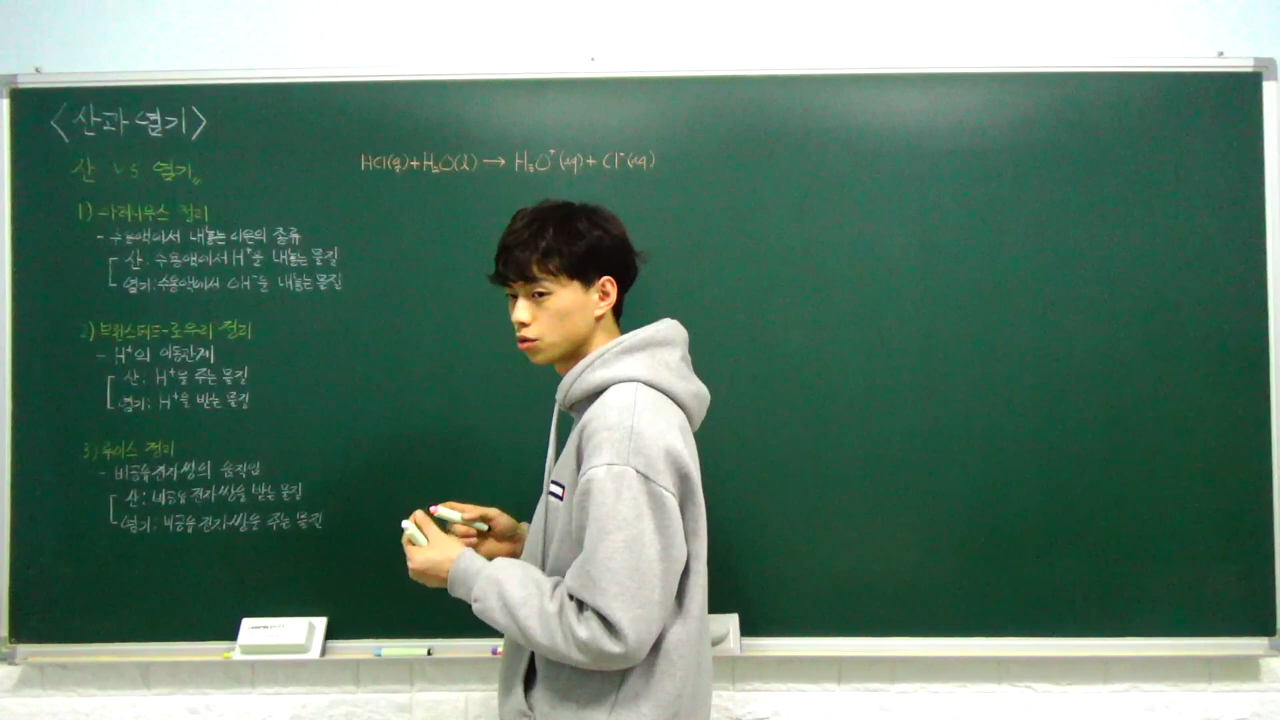 <산과 염기>
산 vs 염기
1) 아레니우스 정리
- 수용액에서 내놓는 이온의 종류
산: 수용액에서 H⁺을 내놓는 물질
염기: 수용액에서 OH⁻을 내놓는 물질
2) 브뢴스테드-로우리 정리
- H⁺의 이동관계
산: H⁺을 주는 물질
염기: H⁺을 받는 물질
3) 루이스 정리
- 비공유전자쌍의 움직임
산: 비공유 전자쌍을 받는 물질
염기: 비공유 전자쌍을 주는 물질
HCl(g)+H₂O(l) → H₃O⁺(aq)+Cl⁻(aq)